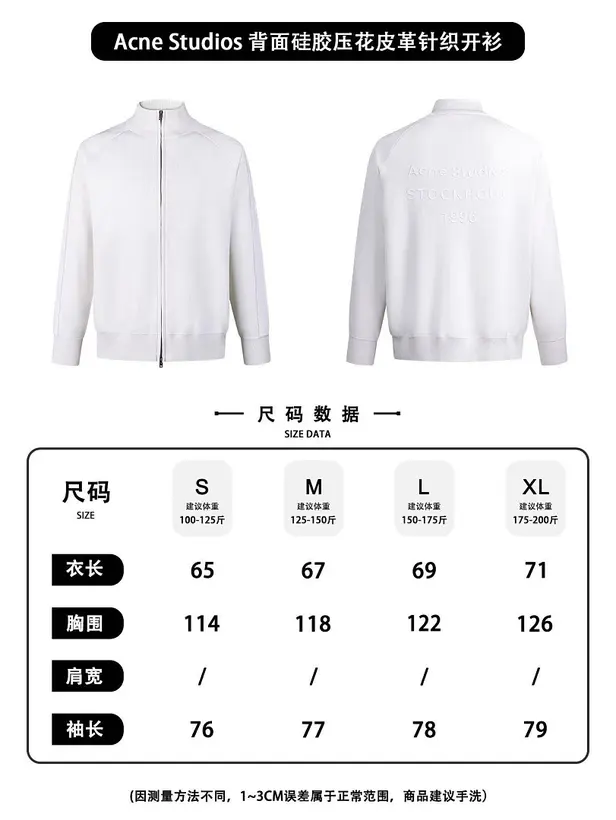 Acne Studios 背面硅胶压花皮革针织开衫
Acne Studios
STOCKHOLM
1996
尺码数据
SIZE DATA
尺码 S M L XL
SIZE 建议体重 建议体重 建议体重 建议体重
100-125斤 125-150斤 150-175斤 175-200斤
衣长 65 67 69 71
胸围 114 118 122 126
肩宽 / / / /
袖长 76 77 78 79
(因测量方法不同，1~3CM误差属于正常范围，商品建议手洗)